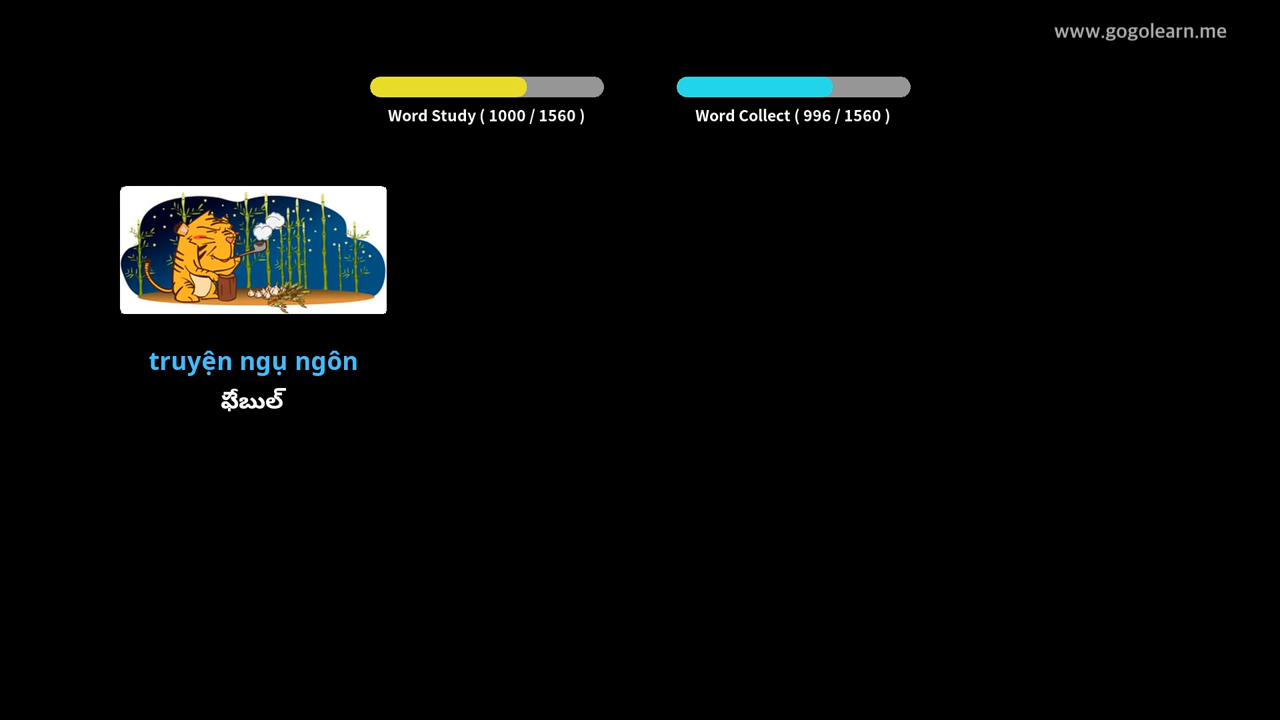 www.gogolearn.me
Word Study ( 1000 / 1560 )
Word Collect ( 996 / 1560 )
truyện ngụ ngôn
ఫేబుల్